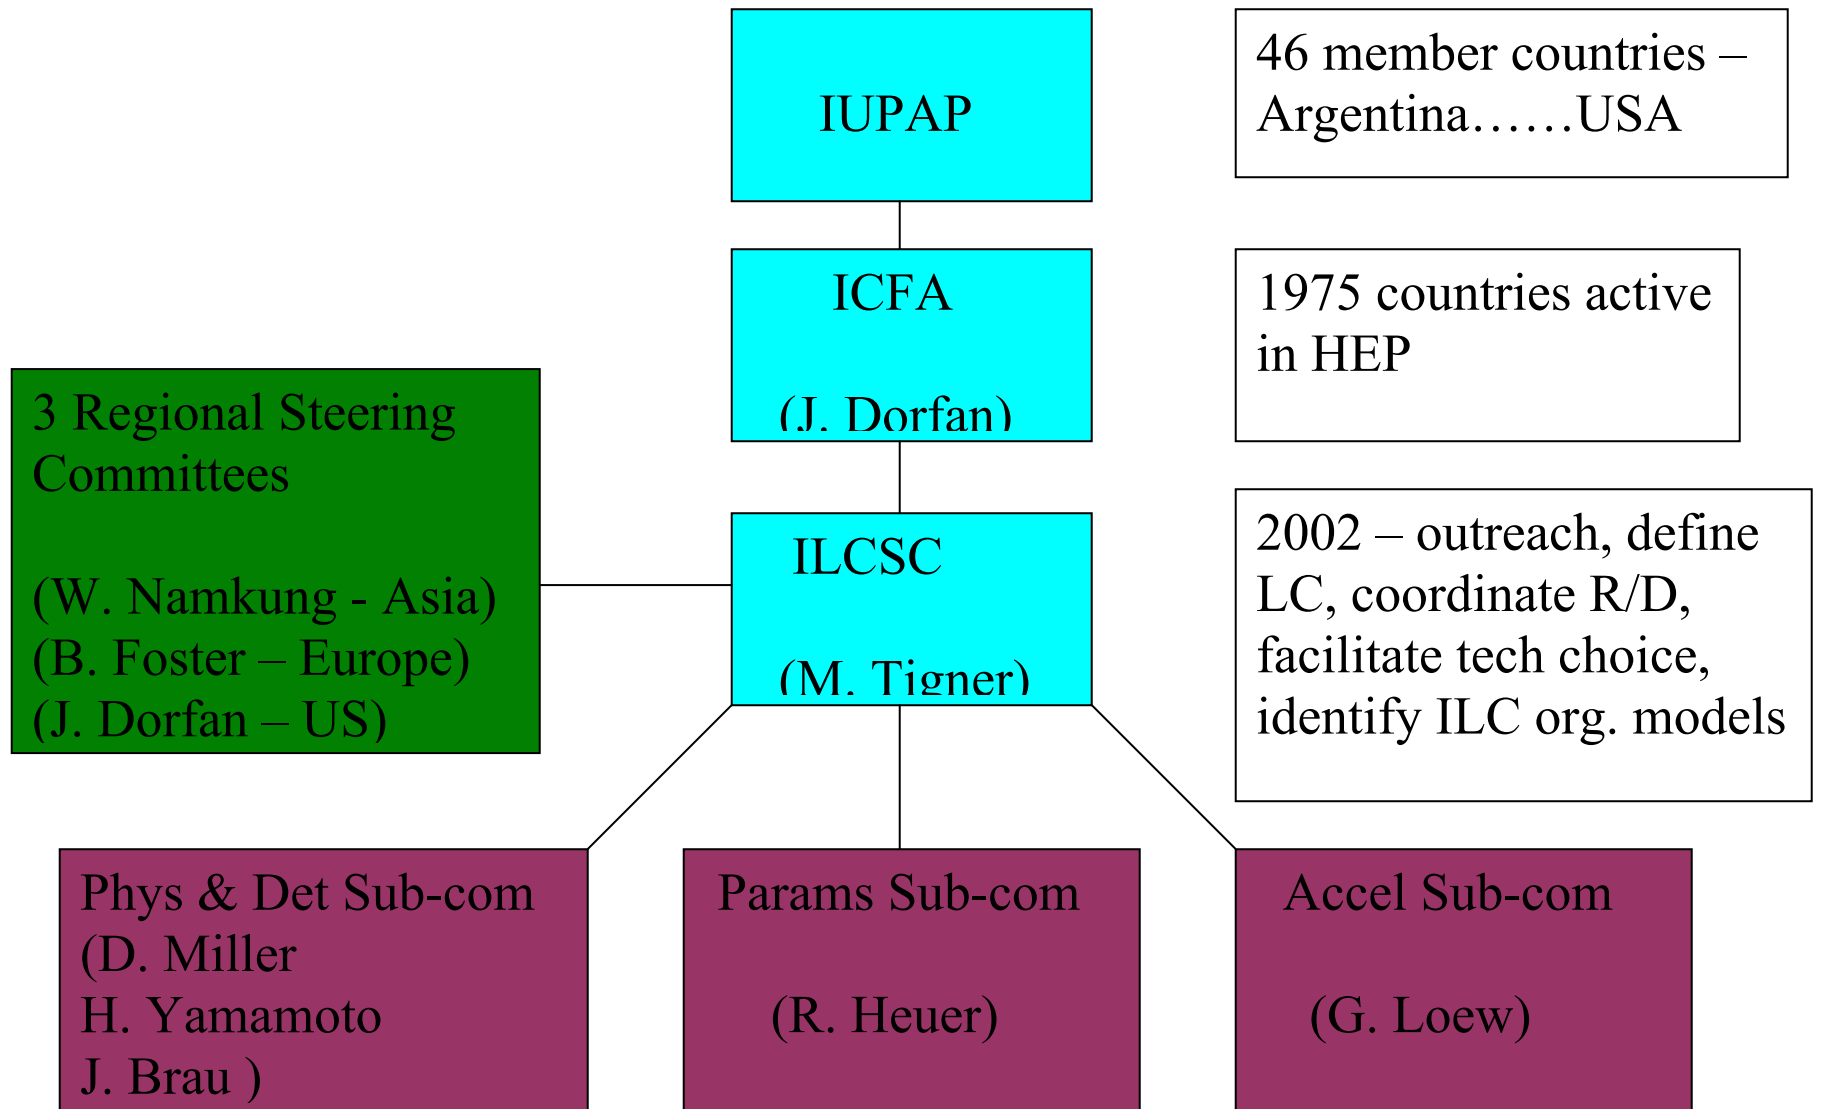 IUPAP
46 member countries –
Argentina……USA
ICFA
(J. Dorfan)
1975 countries active
in HEP
3 Regional Steering
Committees
(W. Namkung - Asia)
(B. Foster – Europe)
(J. Dorfan – US)
ILCSC
(M. Tigner)
2002 – outreach, define
LC, coordinate R/D,
facilitate tech choice,
identify ILC org. models
Phys & Det Sub-com
(D. Miller
H. Yamamoto
J. Brau )
Params Sub-com
(R. Heuer)
Accel Sub-com
(G. Loew)